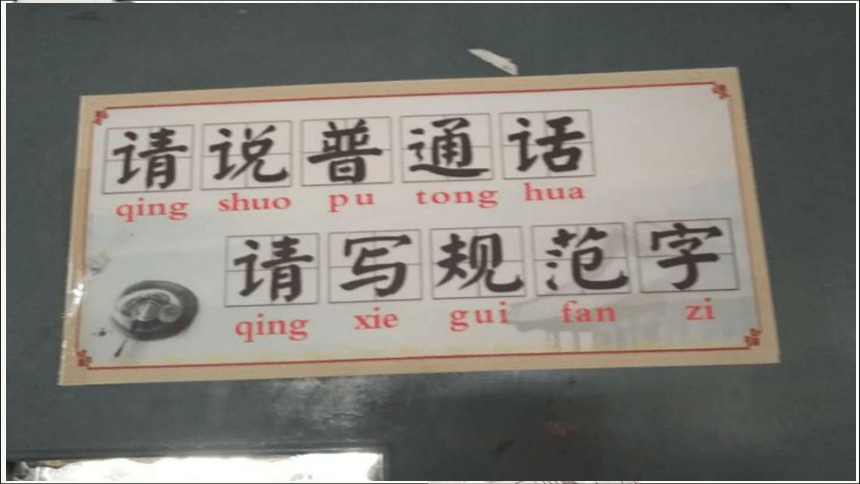 请说普通话
qing shuo pu tong hua
请写规范字
qing xie gui fan zi